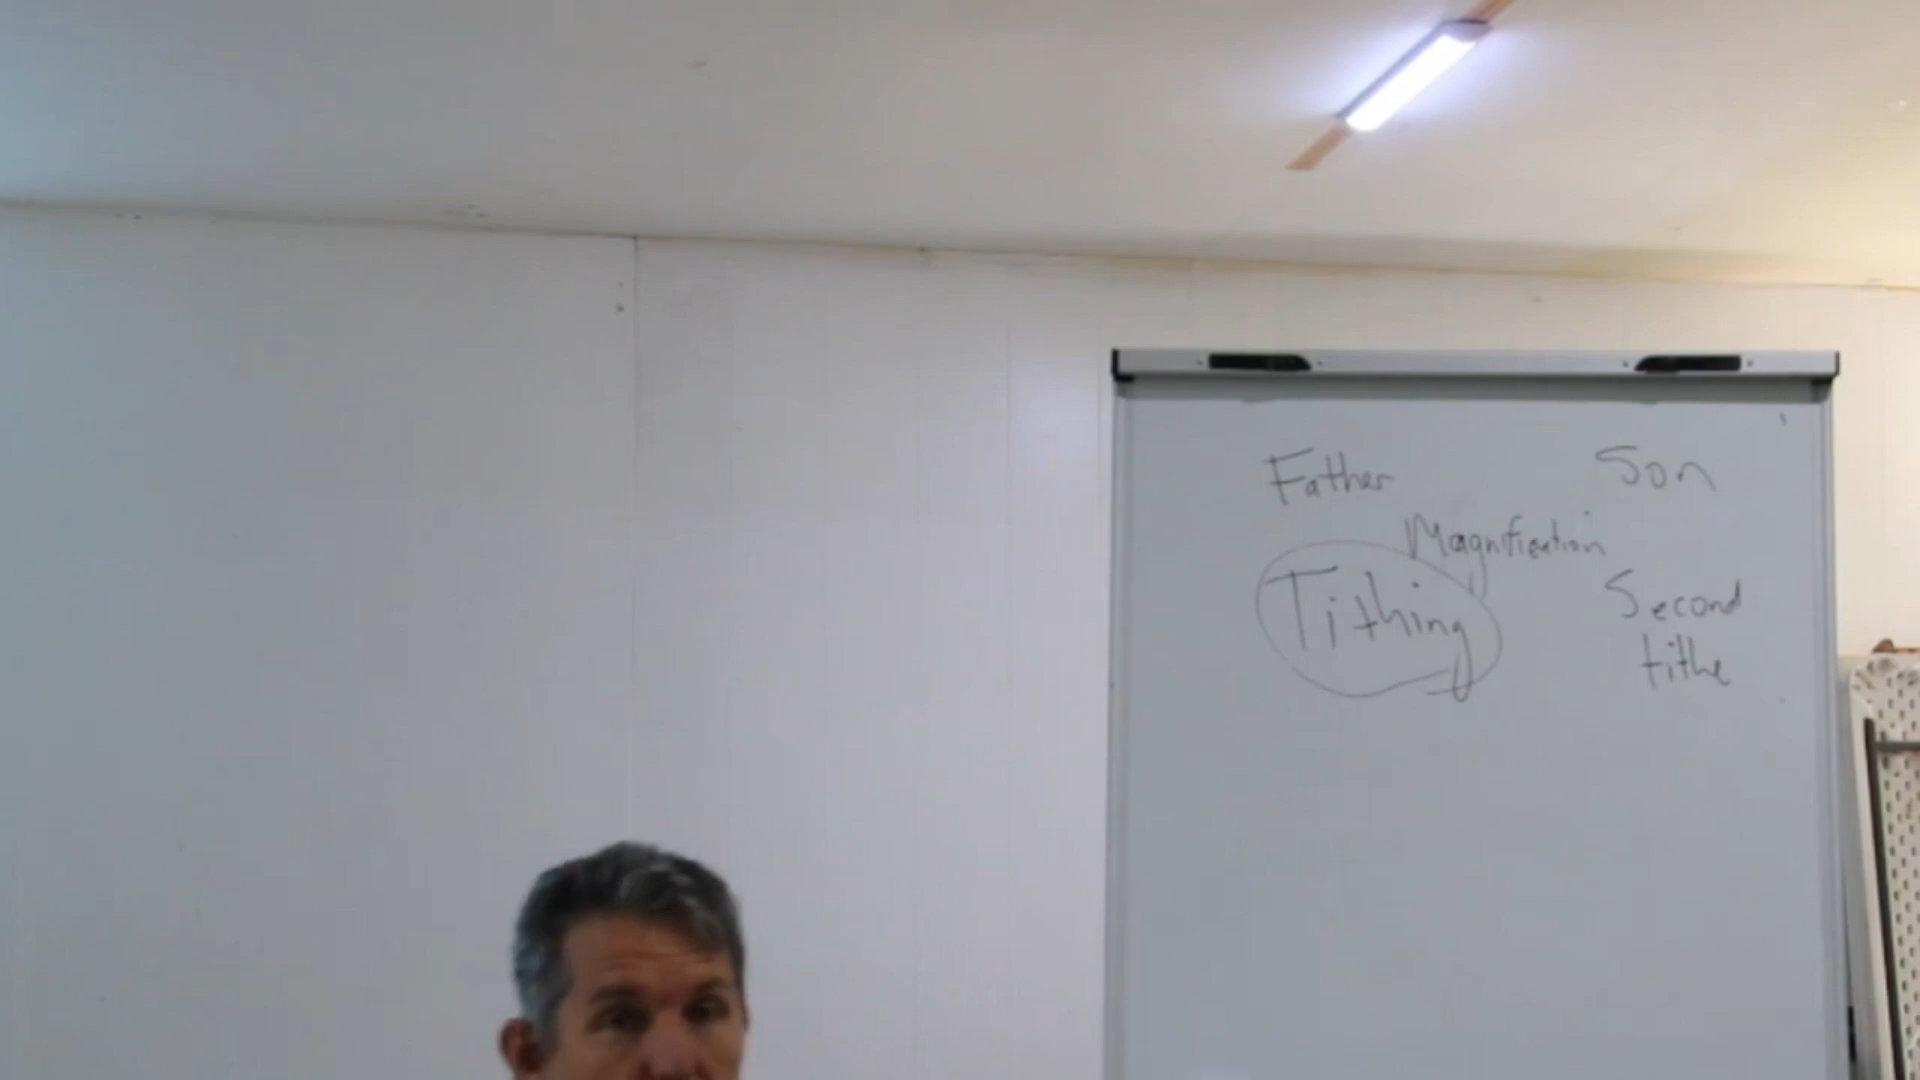 Father Son
Magnification
Tithing
Second
tithe